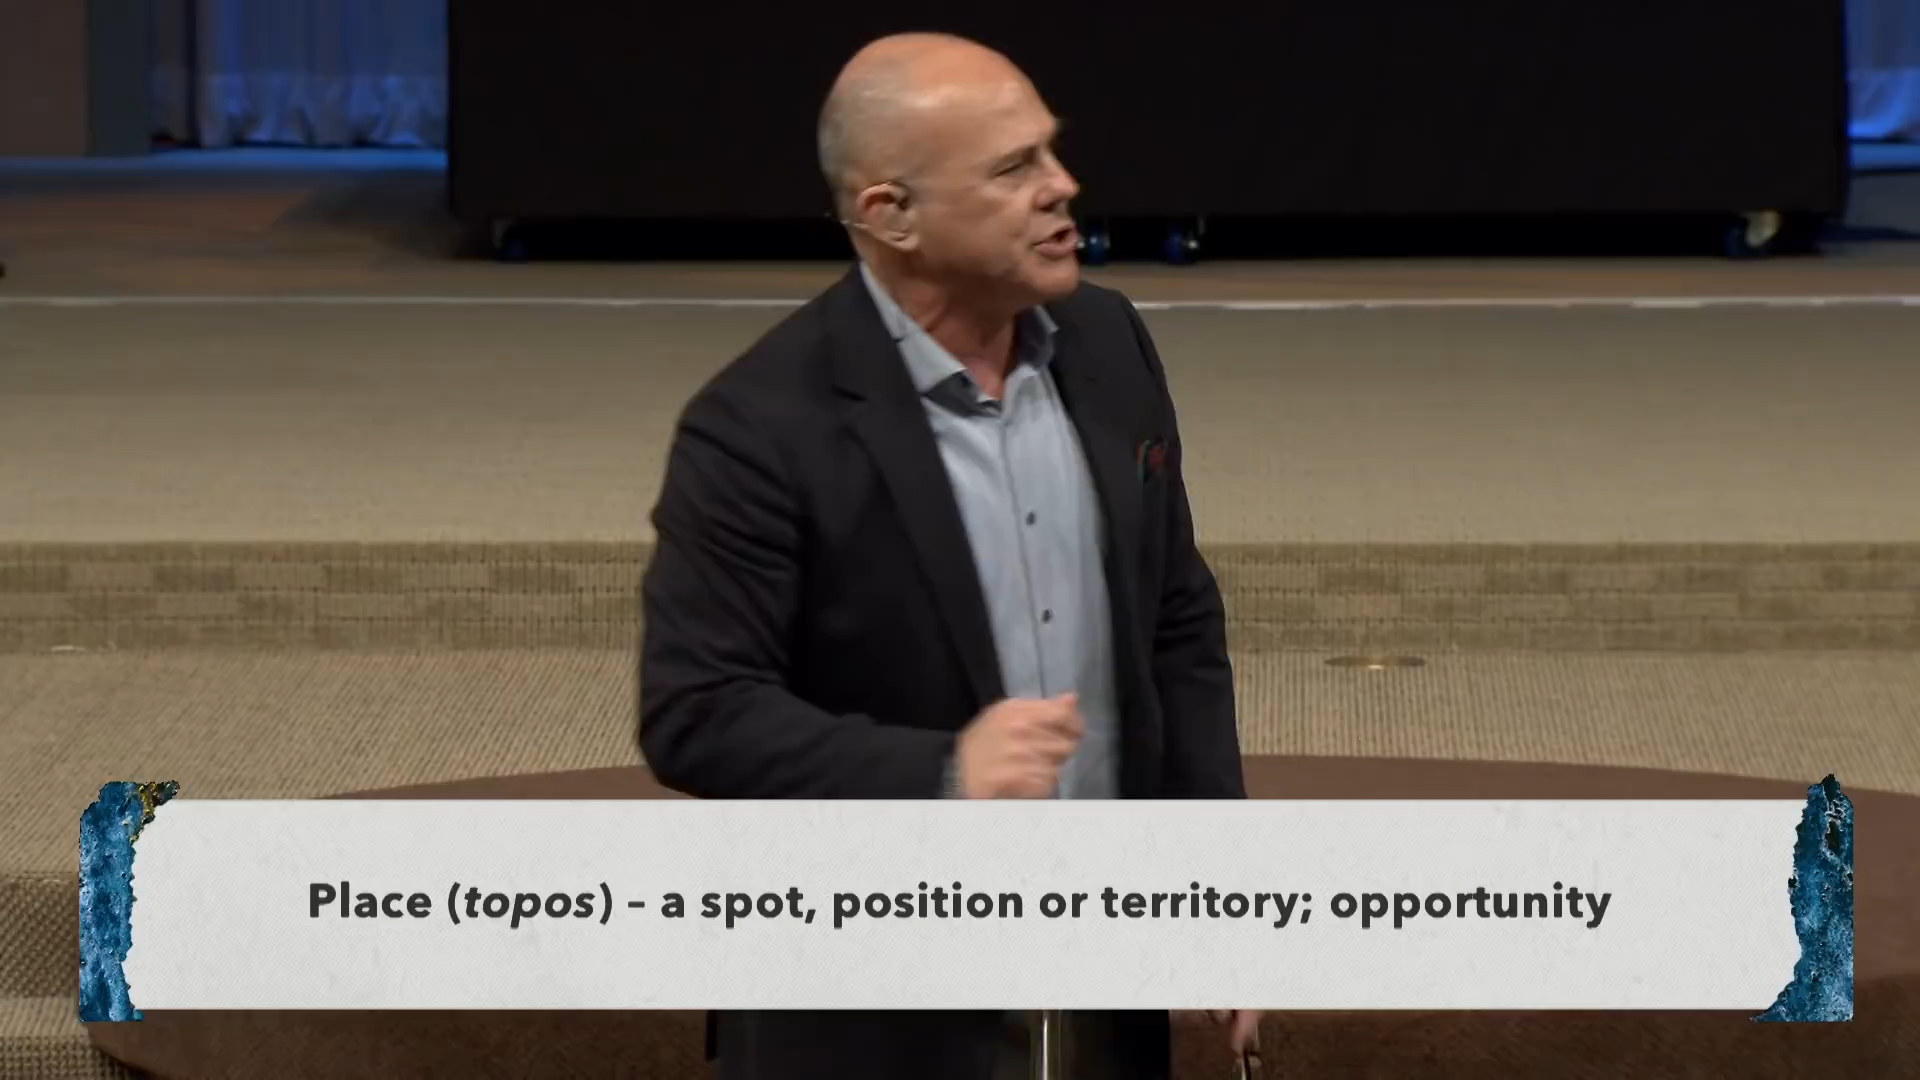 Place (topos) – a spot, position or territory; opportunity